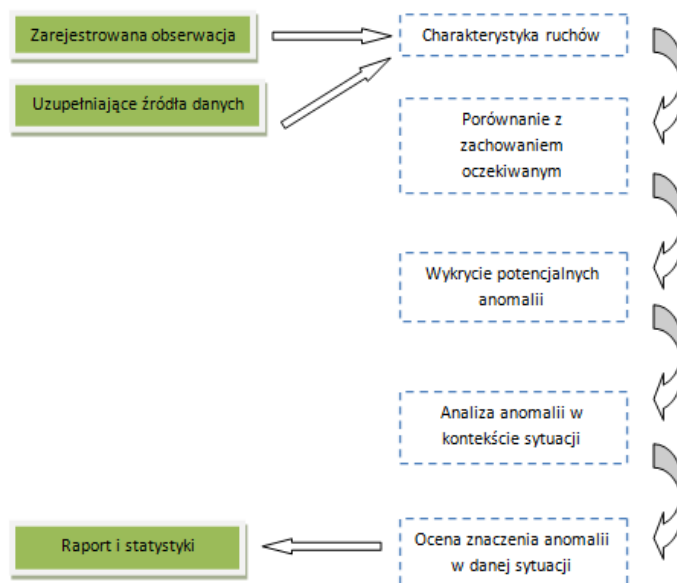 Zarejestrowana obserwacja
Charakterystyka ruchów
Uzupełniające źródła danych
Porównanie z
zachowaniem
oczekiwanym
Wykrycie potencjalnych
anomalii
Analiza anomalii w
kontekście sytuacji
Raport i statystyki
Ocena znaczenia anomalii
w danej sytuacji